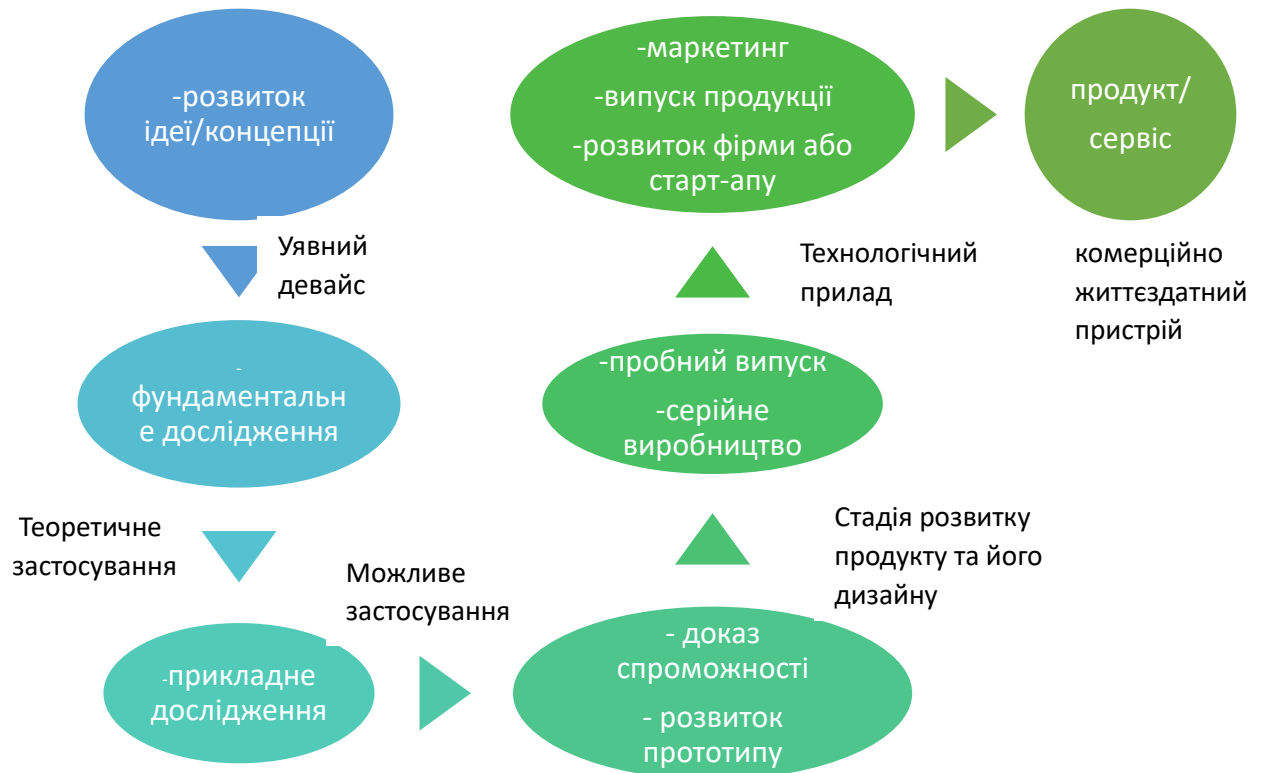 -розвиток
ідеї/концепції
Уявний
девайс
-
фундаментальн
е дослідження
Теоретичне
застосування
-прикладне
дослідження
Можливе
застосування
- доказ
спроможності
- розвиток
прототипу
Стадія розвитку
продукту та його
дизайну
-пробний випуск
-серійне
виробництво
Технологічний
прилад
-маркетинг
-випуск продукції
-розвиток фірми або
старт-апу
продукт/
сервіс
комерційно
життєздатний
пристрій